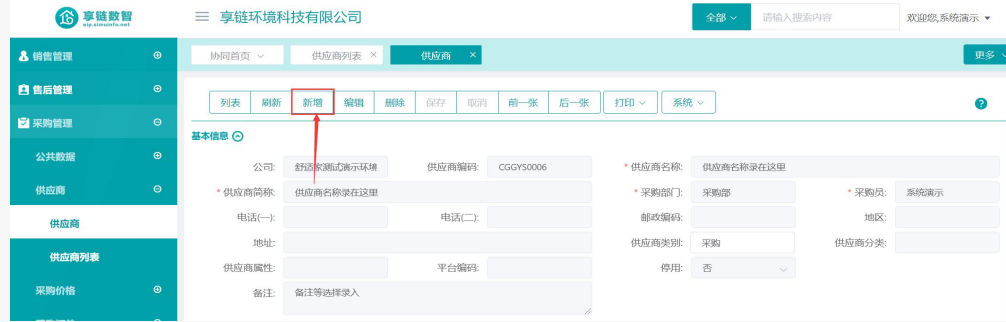 享链数智
eip.simuinfo.net
享链环境科技有限公司
全部
请输入搜索内容
欢迎您,系统演示
销售管理
协同首页
供应商列表 ×
供应商 ×
更多
售后管理
列表 刷新 新增 编辑 删除 保存 取消 前一张 后一张 打印 系统
采购管理
基本信息
公共数据
公司: 舒适家测试演示环境 供应商编码: CGGYS0006 * 供应商名称: 供应商名称录在这里
供应商
* 供应商简称: 供应商名称录在这里 * 采购部门: 采购部 * 采购员: 系统演示
供应商
电话(一): 电话(二): 邮政编码: 地区:
供应商列表
地址: 供应商类别: 采购 供应商分类:
供应商属性: 平台编码: 停用: 否
采购价格
备注: 备注等选择录入